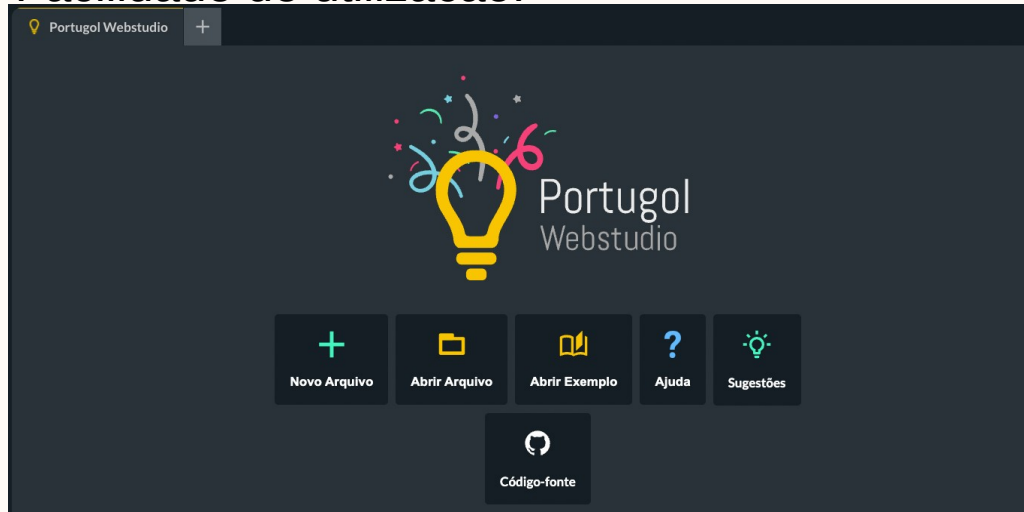 Portugol Webstudio
Portugol
Webstudio
Novo Arquivo
Abrir Arquivo
Abrir Exemplo
Ajuda
Sugestões
Código-fonte